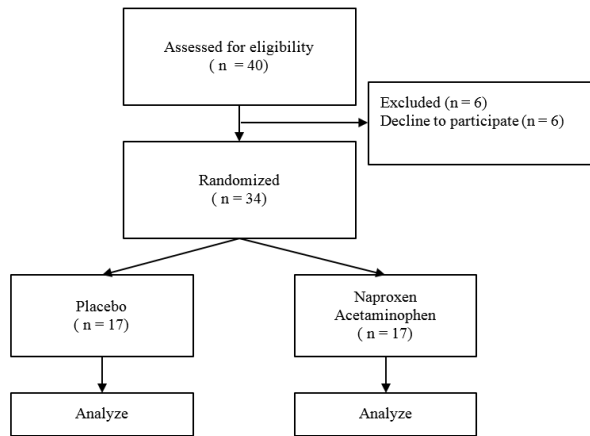 Assessed for eligibility
( n  = 40)
Excluded (n = 6)
Decline to participate (n = 6)
Randomized
( n = 34)
Placebo
( n = 17)
Naproxen
Acetaminophen
( n = 17)
Analyze
Analyze